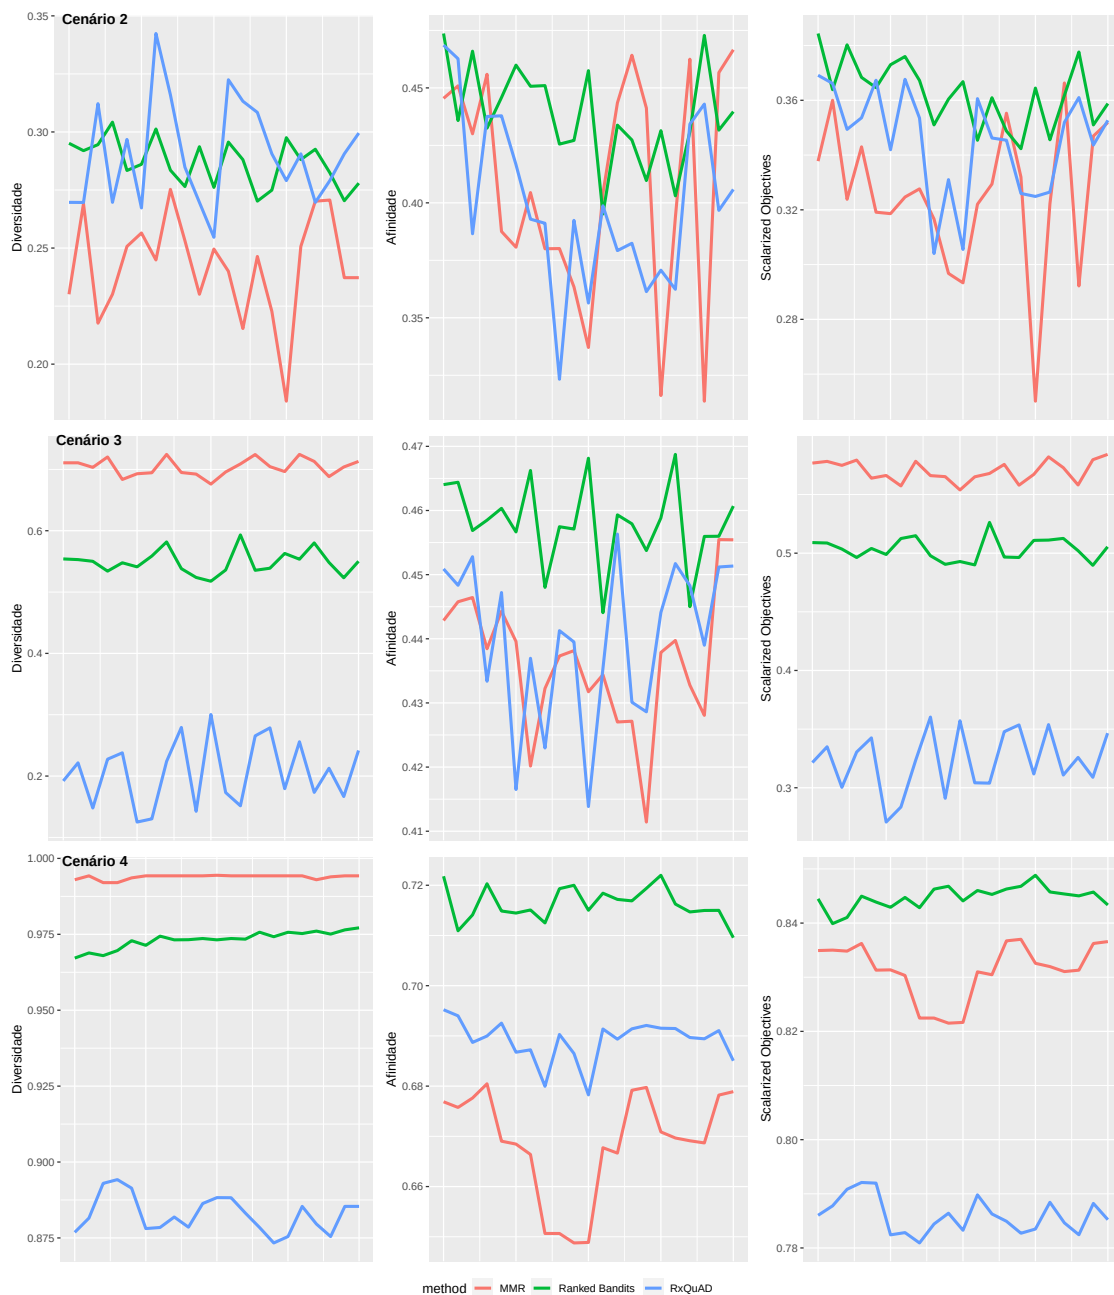 Cenário 2
0.35
0.30
0.25
0.20
Diversidade
0.45
0.40
0.35
Afinidade
0.36
0.32
0.28
Scalarized Objectives
Cenário 3
0.6
0.4
0.2
Diversidade
0.47
0.46
0.45
0.44
0.43
0.42
0.41
Afinidade
0.5
0.4
0.3
Scalarized Objectives
Cenário 4
1.000
0.975
0.950
0.925
0.900
0.875
Diversidade
0.72
0.70
0.68
0.66
Afinidade
0.84
0.82
0.80
0.78
Scalarized Objectives
method MMR Ranked Bandits RxQuAD